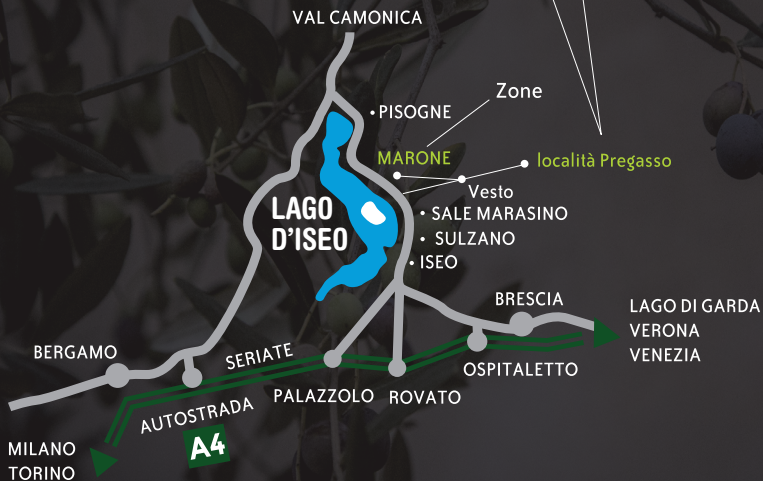 VAL CAMONICA
Zone
• PISOGNE
MARONE
località Pregasso
Vesto
LAGO
D'ISEO
• SALE MARASINO
• SULZANO
• ISEO
BRESCIA
LAGO DI GARDA
VERONA
VENEZIA
BERGAMO
SERIATE
OSPITALETTO
PALAZZOLO
ROVATO
AUTOSTRADA
A4
MILANO
TORINO